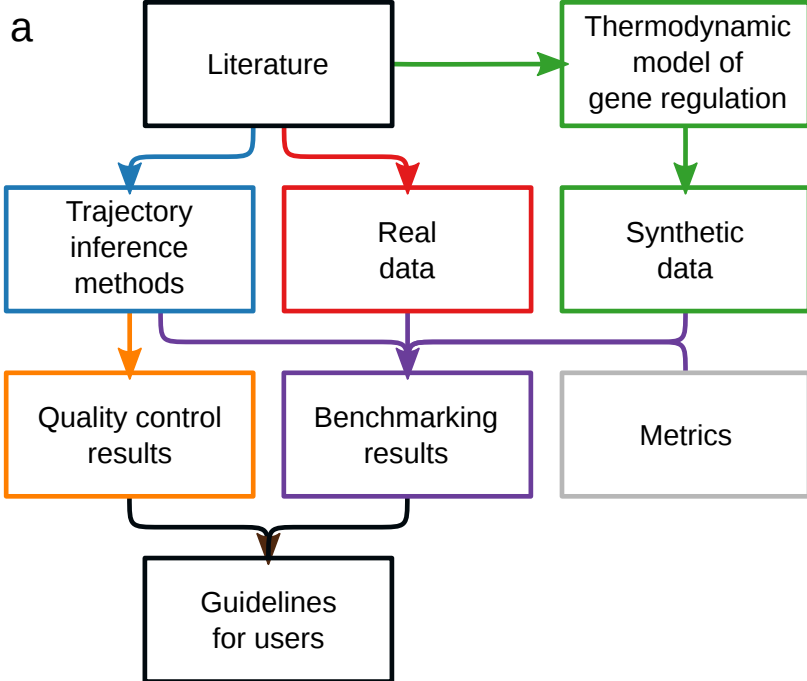 a
Literature
Thermodynamic
model of
gene regulation
Trajectory
inference
methods
Real
data
Synthetic
data
Quality control
results
Benchmarking
results
Metrics
Guidelines
for users